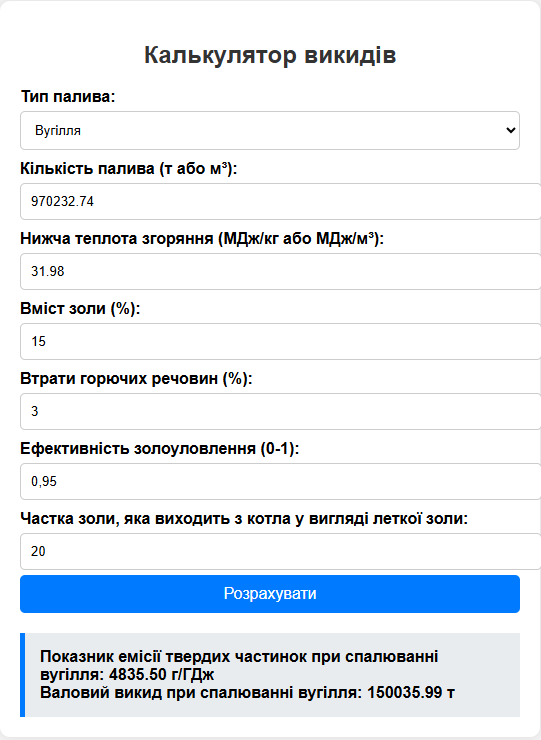 Калькулятор викидів
Тип палива:
Вугілля
Кількість палива (т або м³):
970232.74
Нижча теплота згоряння (МДж/кг або МДж/м³):
31.98
Вміст золи (%):
15
Втрати горючих речовин (%):
3
Ефективність золоуловлення (0-1):
0,95
Частка золи, яка виходить з котла у вигляді леткої золи:
20
Розрахувати
Показник емісії твердих частинок при спалюванні
вугілля: 4835.50 г/ГДж
Валовий викид при спалюванні вугілля: 150035.99 т